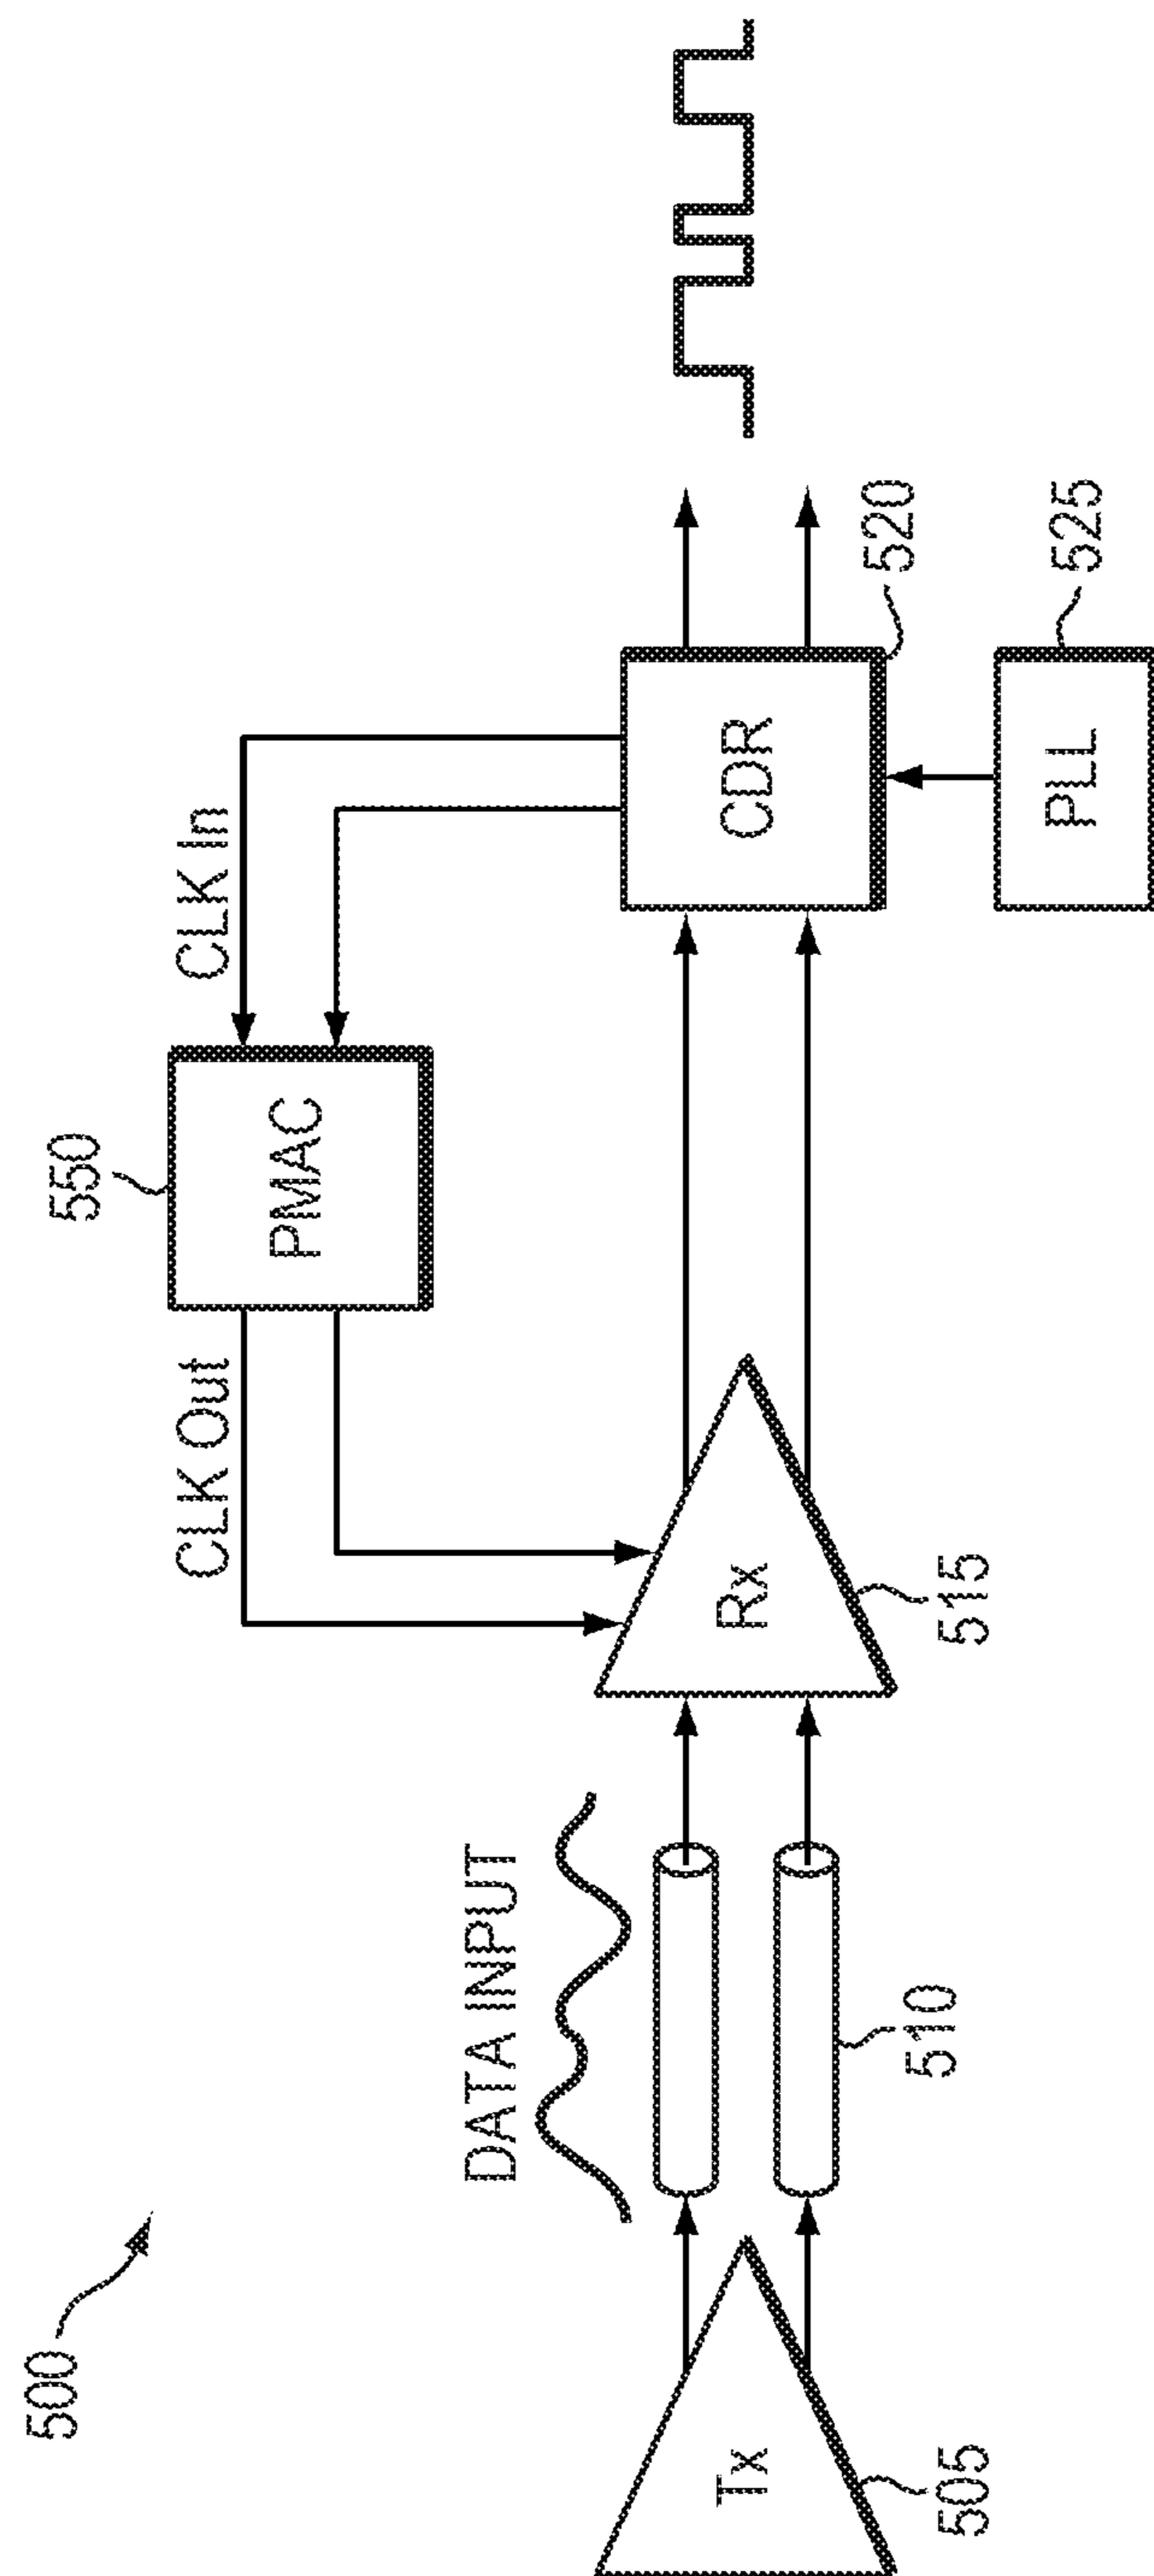 500
550
CLK Out
CLK In
PMAC
DATA INPUT
Tx
Rx
CDR
505
510
515
520
PLL
525